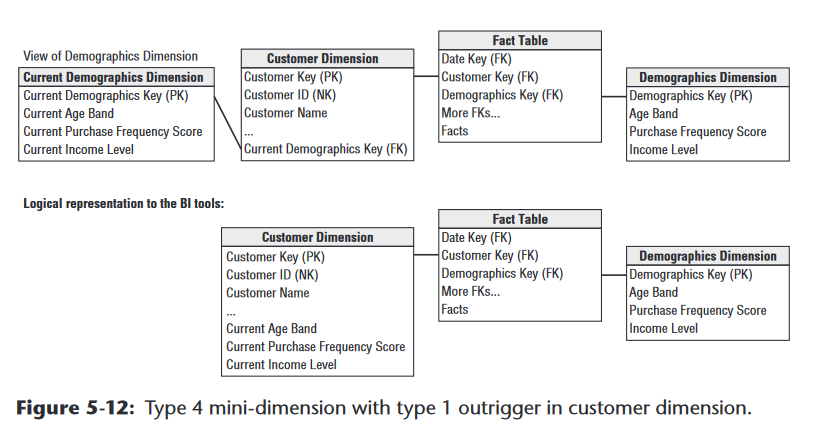 View of Demographics Dimension
Current Demographics Dimension
Current Demographics Key (PK)
Current Age Band
Current Purchase Frequency Score
Current Income Level
Customer Dimension
Customer Key (PK)
Customer ID (NK)
Customer Name
...
Current Demographics Key (FK)
Fact Table
Date Key (FK)
Customer Key (FK)
Demographics Key (FK)
More FKs...
Facts
Demographics Dimension
Demographics Key (PK)
Age Band
Purchase Frequency Score
Income Level
Logical representation to the BI tools:
Customer Dimension
Customer Key (PK)
Customer ID (NK)
Customer Name
...
Current Age Band
Current Purchase Frequency Score
Current Income Level
Fact Table
Date Key (FK)
Customer Key (FK)
Demographics Key (FK)
More FKs...
Facts
Demographics Dimension
Demographics Key (PK)
Age Band
Purchase Frequency Score
Income Level
Figure 5-12: Type 4 mini-dimension with type 1 outrigger in customer dimension.